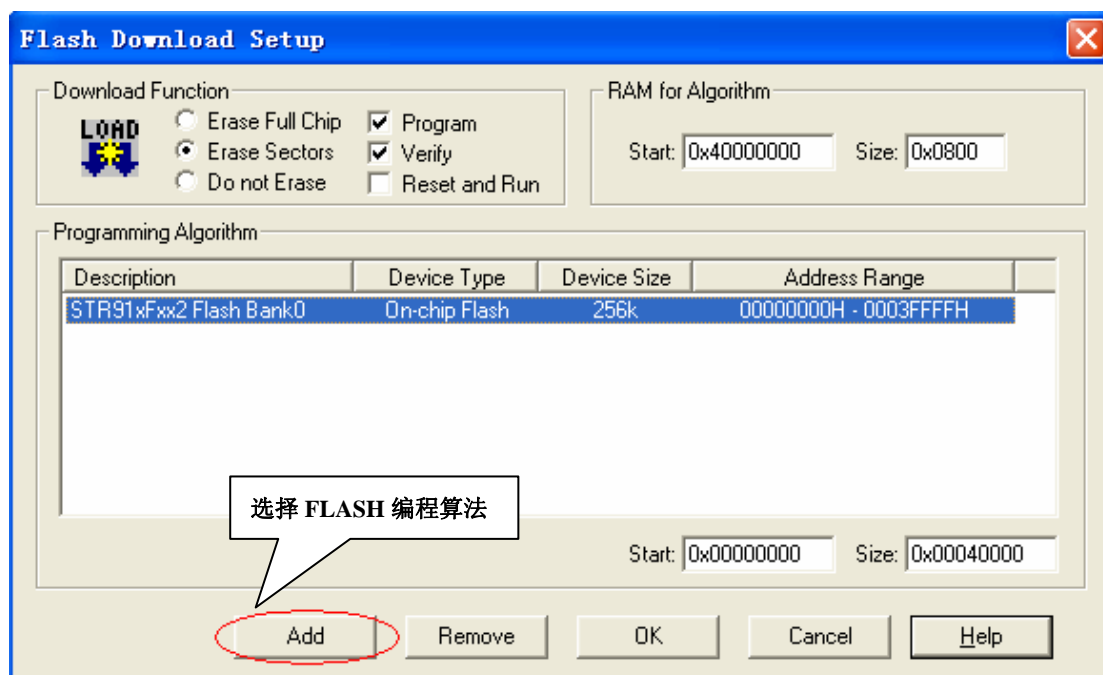 Flash Download Setup
Download Function
LOAD
Erase Full Chip
Erase Sectors
Do not Erase
Program
Verify
Reset and Run
RAM for Algorithm
Start: 0x40000000 Size: 0x0800
Programming Algorithm
Description Device Type Device Size Address Range
STR91xFxx2 Flash Bank0 On-chip Flash 256k 00000000H - 0003FFFFH
选择 FLASH 编程算法
Start: 0x00000000 Size: 0x00040000
Add Remove OK Cancel Help